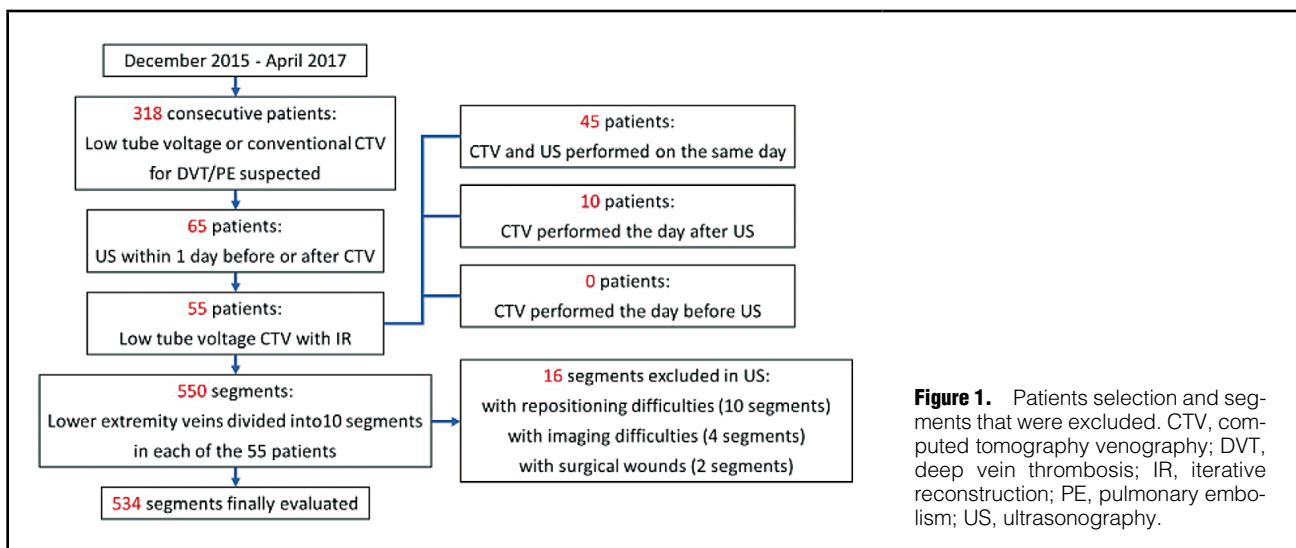 December 2015 - April 2017
318 consecutive patients:
Low tube voltage or conventional CTV
for DVT/PE suspected
65 patients:
US within 1 day before or after CTV
55 patients:
Low tube voltage CTV with IR
550 segments:
Lower extremity veins divided into10 segments
in each of the 55 patients
534 segments finally evaluated
45 patients:
CTV and US performed on the same day
10 patients:
CTV performed the day after US
0 patients:
CTV performed the day before US
16 segments excluded in US:
with repositioning difficulties (10 segments)
with imaging difficulties (4 segments)
with surgical wounds (2 segments)
Figure 1. Patients selection and seg-
ments that were excluded. CTV, com-
puted tomography venography; DVT,
deep vein thrombosis; IR, iterative
reconstruction; PE, pulmonary embo-
lism; US, ultrasonography.